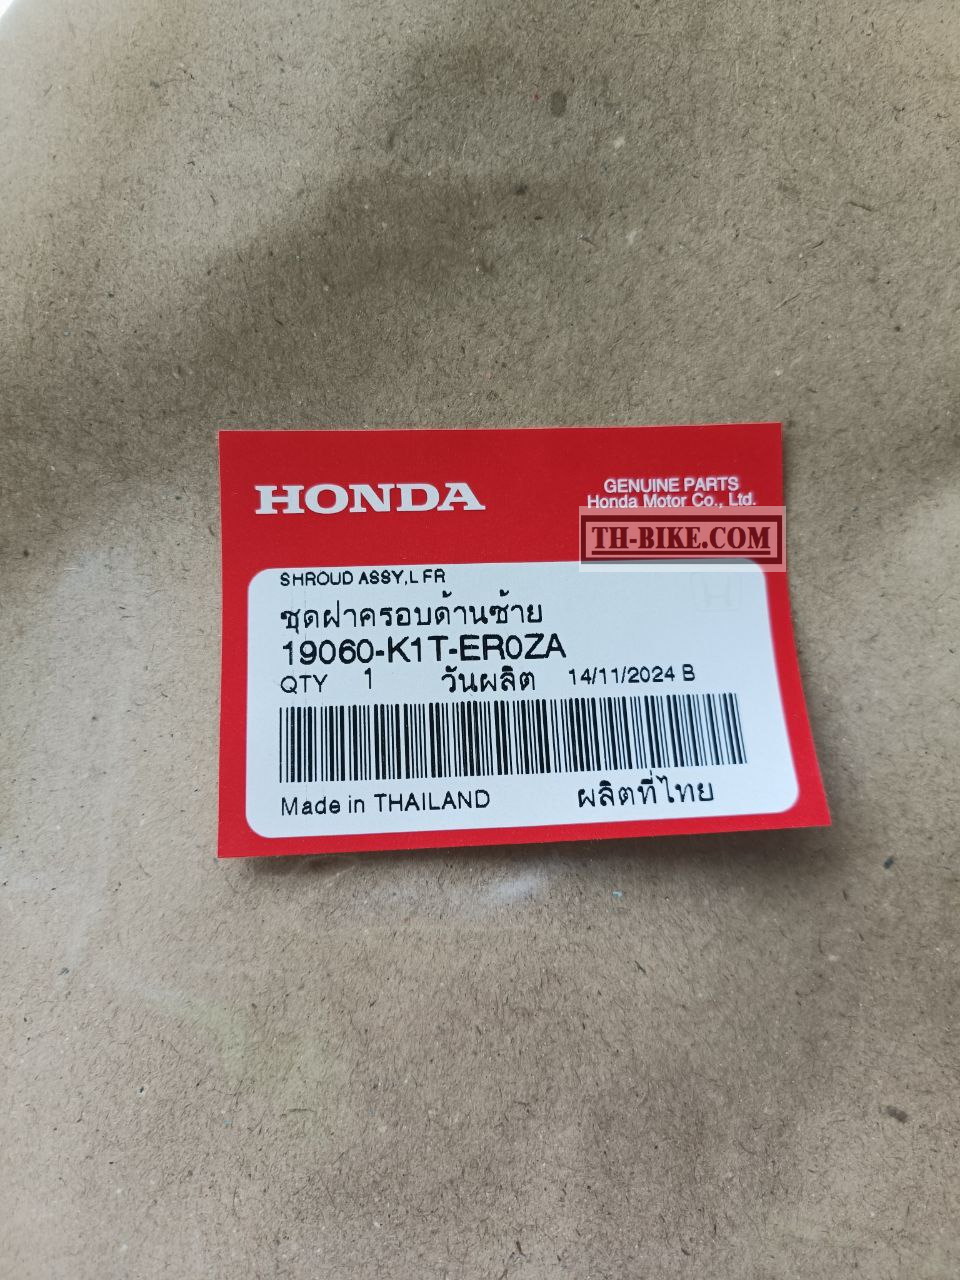 HONDA
GENUINE PARTS
Honda Motor Co., Ltd.
TH-BIKE.COM
SHROUD ASSY,L FR
ชุดฝาครอบด้านซ้าย
19060-K1T-ER0ZA
QTY 1 วันผลิต 14/11/2024 B
Made in THAILAND ผลิตที่ไทย